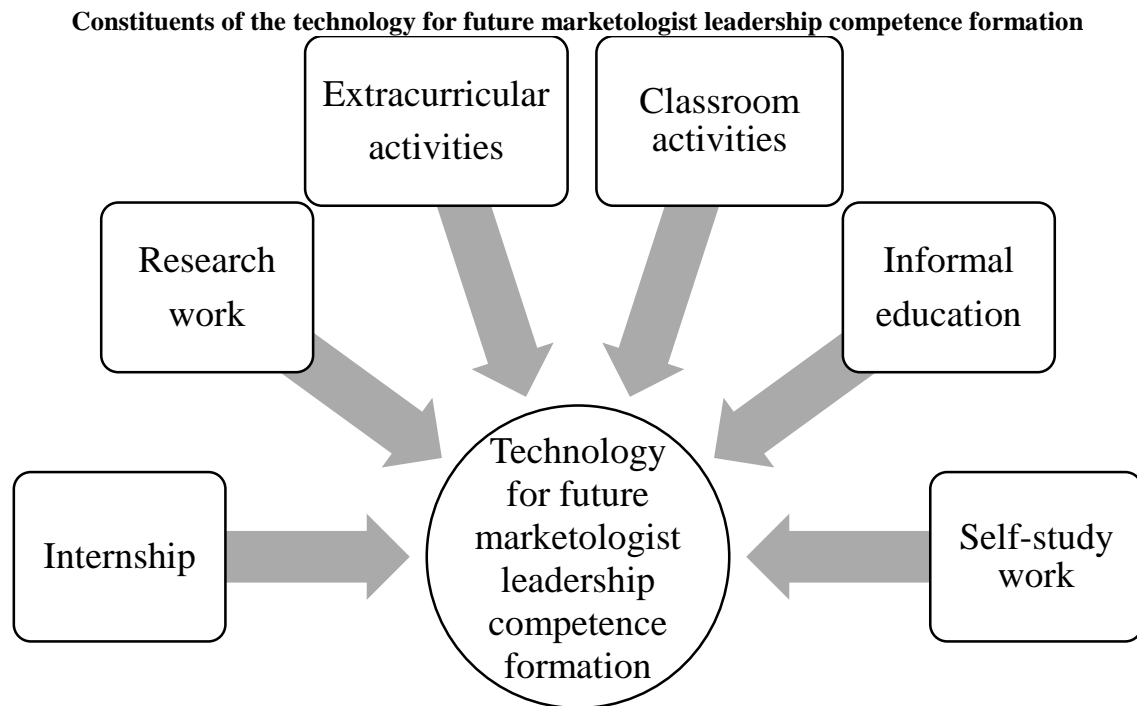 Constituents of the technology for future marketologist leadership competence formation
Extracurricular
activities
Classroom
activities
Research
work
Informal
education
Internship
Technology
for future
marketologist
leadership
competence
formation
Self-study
work